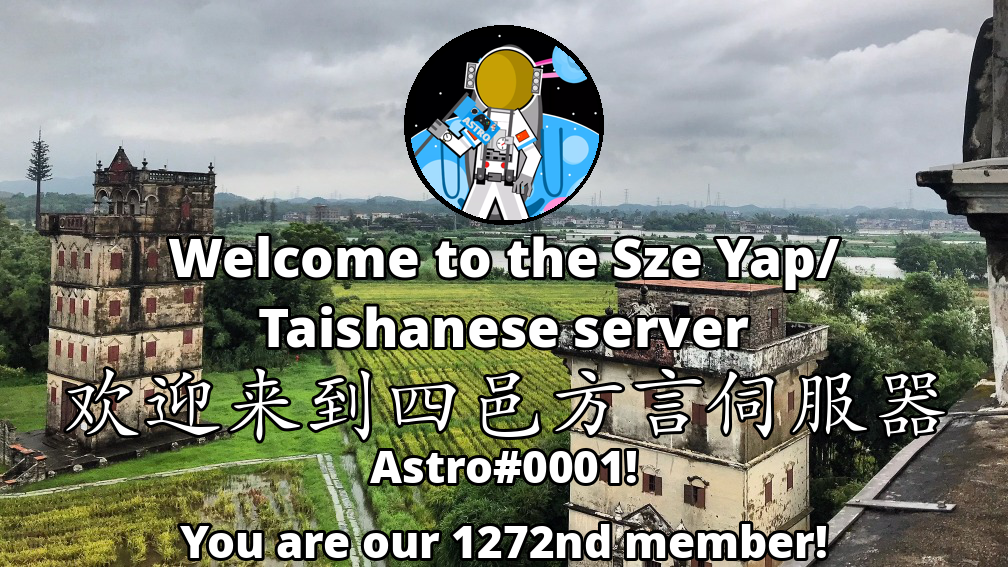 ASTRO
Welcome to the Sze Yap/
Taishanese server
欢迎来到四邑方言伺服器
Astro#0001!
You are our 1272nd member!